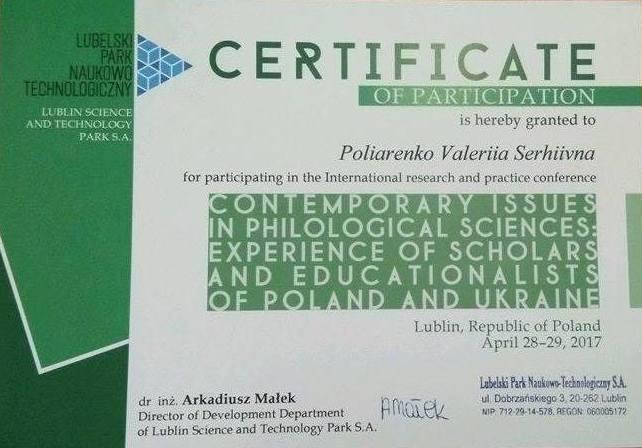 LUBELSKI
PARK
NAUKOWO
TECHNOLOGICZNY
LUBLIN SCIENCE
AND TECHNOLOGY
PARK S.A.
CERTIFICATE
OF PARTICIPATION
is hereby granted to
Poliarenko Valeriia Serhiivna
for participating in the International research and practice conference
CONTEMPORARY ISSUES
IN PHILOLOGICAL SCIENCES:
EXPERIENCE OF SCHOLARS
AND EDUCATIONALISTS
OF POLAND AND UKRAINE
Lublin, Republic of Poland
April 28–29, 2017
dr inż. Arkadiusz Małek
Director of Development Department
of Lublin Science and Technology Park S.A.
AMałek
Lubelski Park Naukowo-Technologiczny S.A.
ul. Dobrzańskiego 3, 20-262 Lublin
NIP: 712-29-14-578, REGON: 060005172